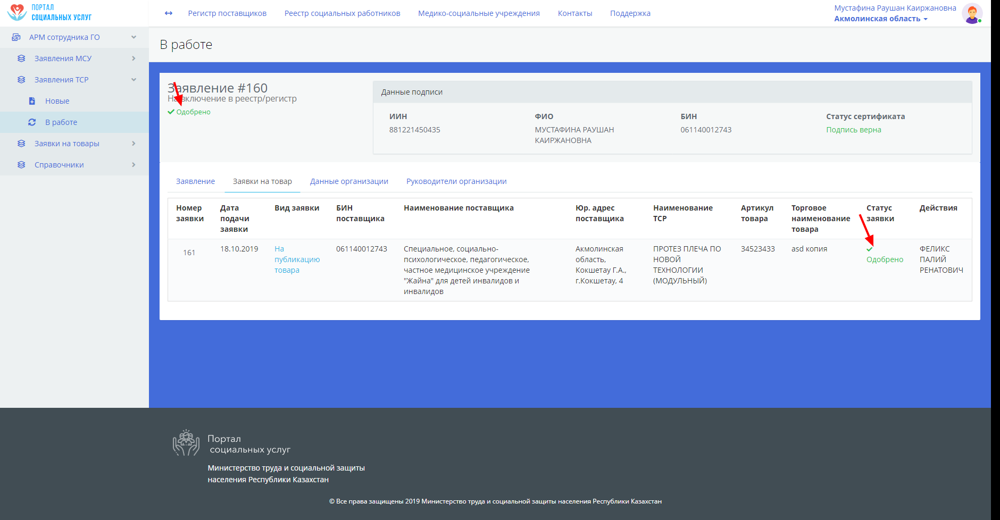 ПОРТАЛ
СОЦИАЛЬНЫХ УСЛУГ
Регистр поставщиков
Реестр социальных работников
Медико-социальные учреждения
Контакты
Поддержка
Мустафина Раушан Каиржановна
Акмолинская область
АРМ сотрудника ГО
Заявления МСУ
Заявления ТСР
Новые
В работе
Заявки на товары
Справочники
В работе
Заявление #160
На включение в реестр/регистр
Одобрено
Данные подписи
ИИН
881221450435
ФИО
МУСТАФИНА РАУШАН
КАИРЖАНОВНА
БИН
061140012743
Статус сертификата
Подпись верна
Заявление
Заявки на товар
Данные организации
Руководители организации
Номер
заявки
Дата
подачи
заявки
Вид заявки
БИН
поставщика
Наименование поставщика
Юр. адрес
поставщика
Наименование
ТСР
Артикул
товара
Торговое
наименование
товара
Статус
заявки
Действия
161
18.10.2019
На
публикацию
товара
061140012743
Специальное, социально-
психологическое, педагогическое,
частное медицинское учреждение
"Жайна" для детей инвалидов и
инвалидов
Акмолинская
область,
Кокшетау Г.А.,
г.Кокшетау, 4
ПРОТЕЗ ПЛЕЧА ПО
НОВОЙ
ТЕХНОЛОГИИ
(МОДУЛЬНЫЙ)
34523433
asd копия
Одобрено
ФЕЛИКС
ПАЛИЙ
РЕНАТОВИЧ
Портал
социальных услуг
Министерство труда и социальной защиты
населения Республики Казахстан
© Все права защищены 2019 Министерство труда и социальной защиты населения Республики Казахстан